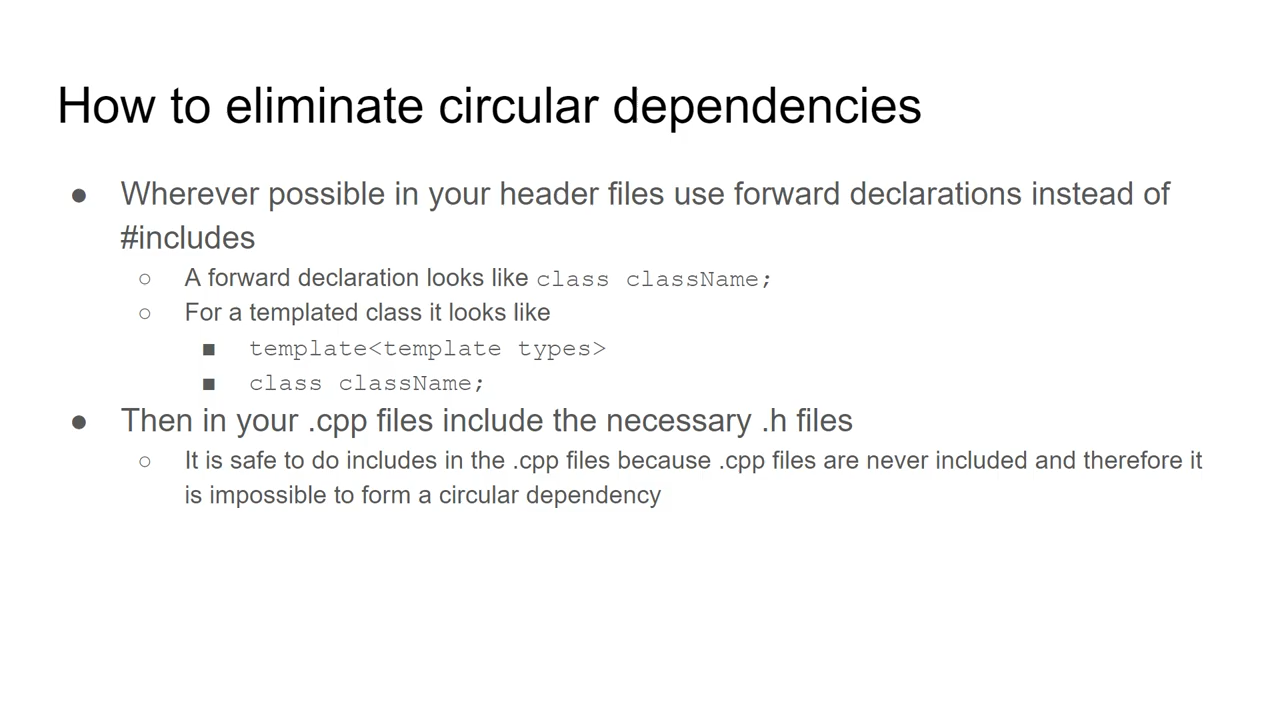 How to eliminate circular dependencies
● Wherever possible in your header files use forward declarations instead of
#includes
○ A forward declaration looks like class className;
○ For a templated class it looks like
■ template<template types>
■ class className;
● Then in your .cpp files include the necessary .h files
○ It is safe to do includes in the .cpp files because .cpp files are never included and therefore it
is impossible to form a circular dependency